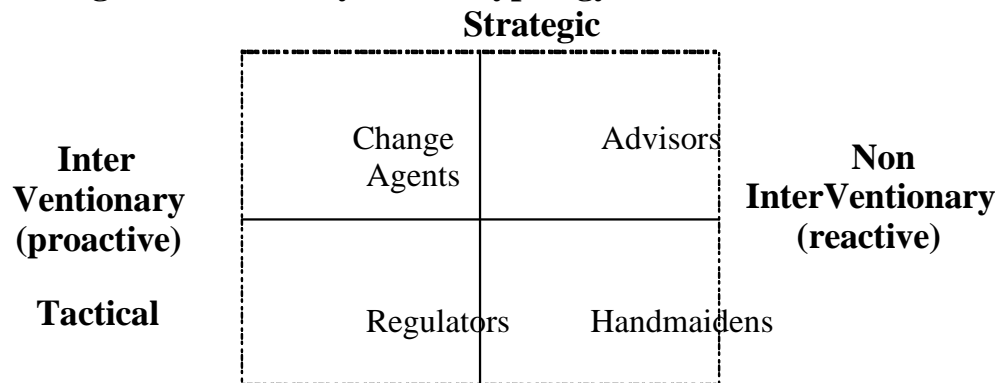 Strategic
Change
Agents
Advisors
Inter
Ventionary
(proactive)
Non
InterVentionary
(reactive)
Tactical
Regulators
Handmaidens